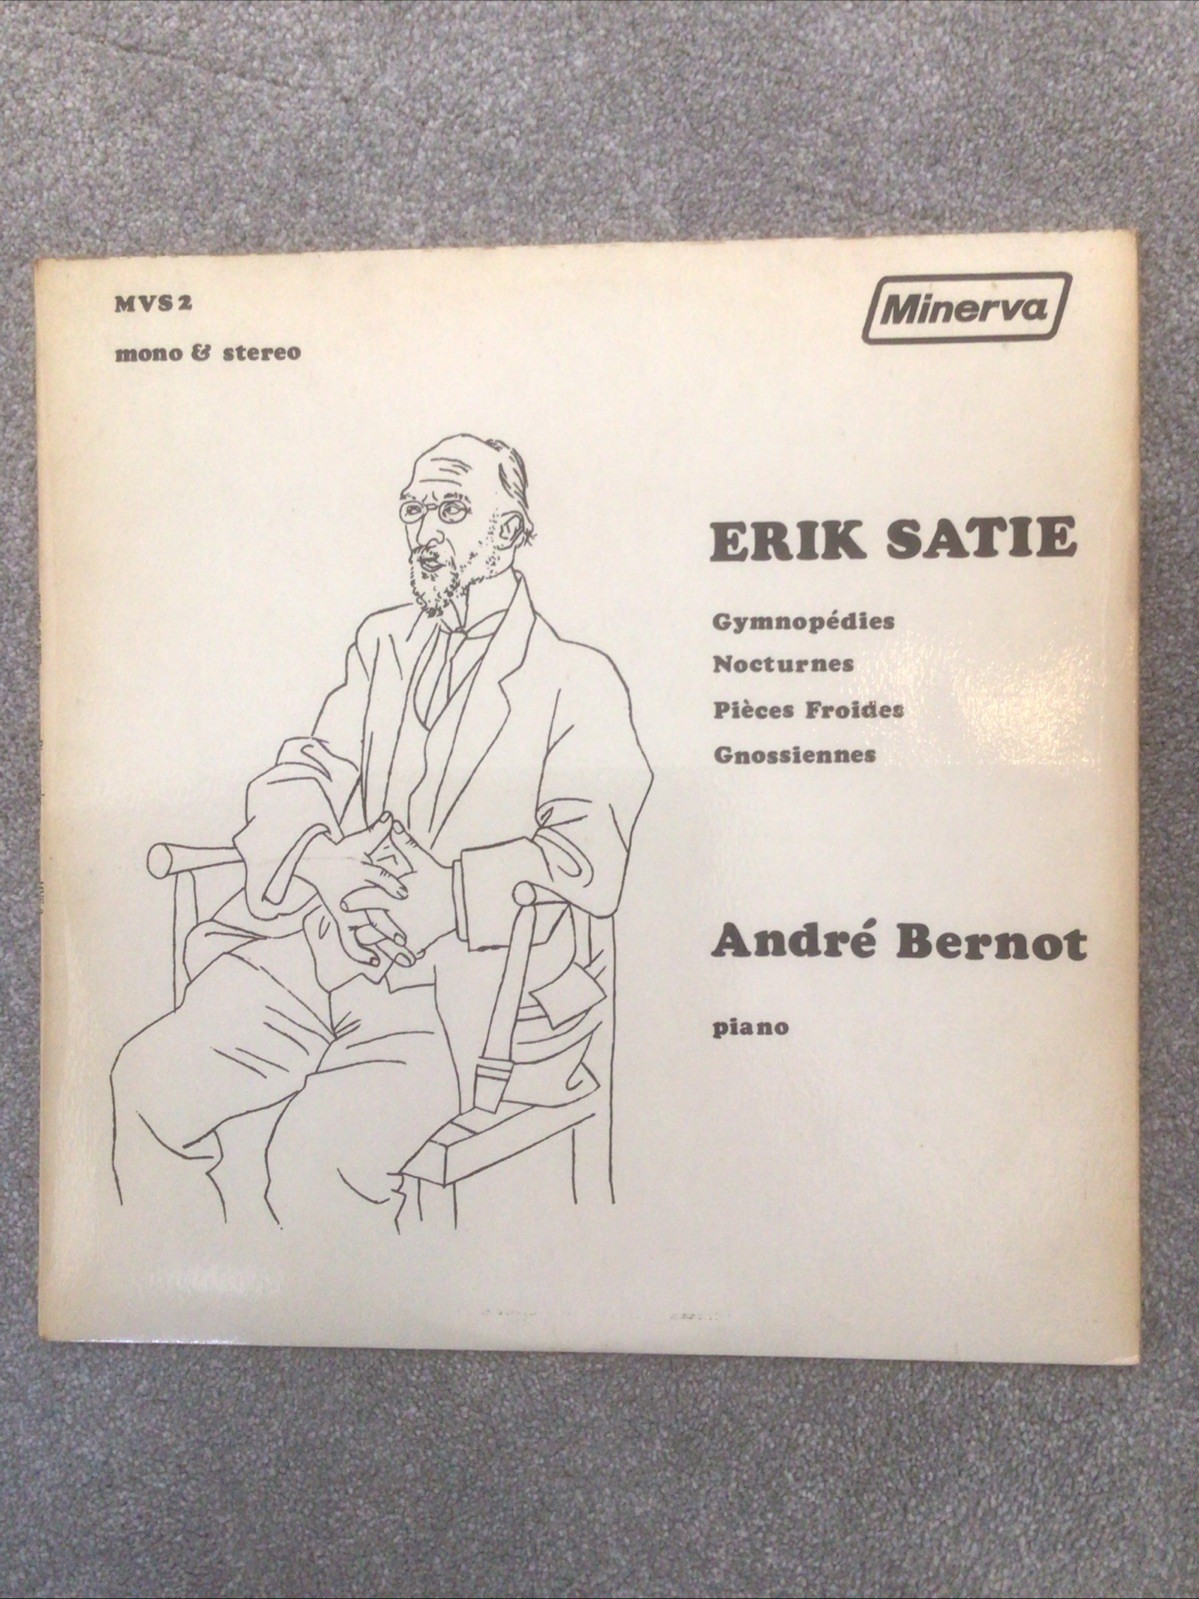 MVS 2
mono & stereo
Minerva
ERIK SATIE
Gymnopédies
Nocturnes
Pièces Froides
Gnossiennes
André Bernot
piano